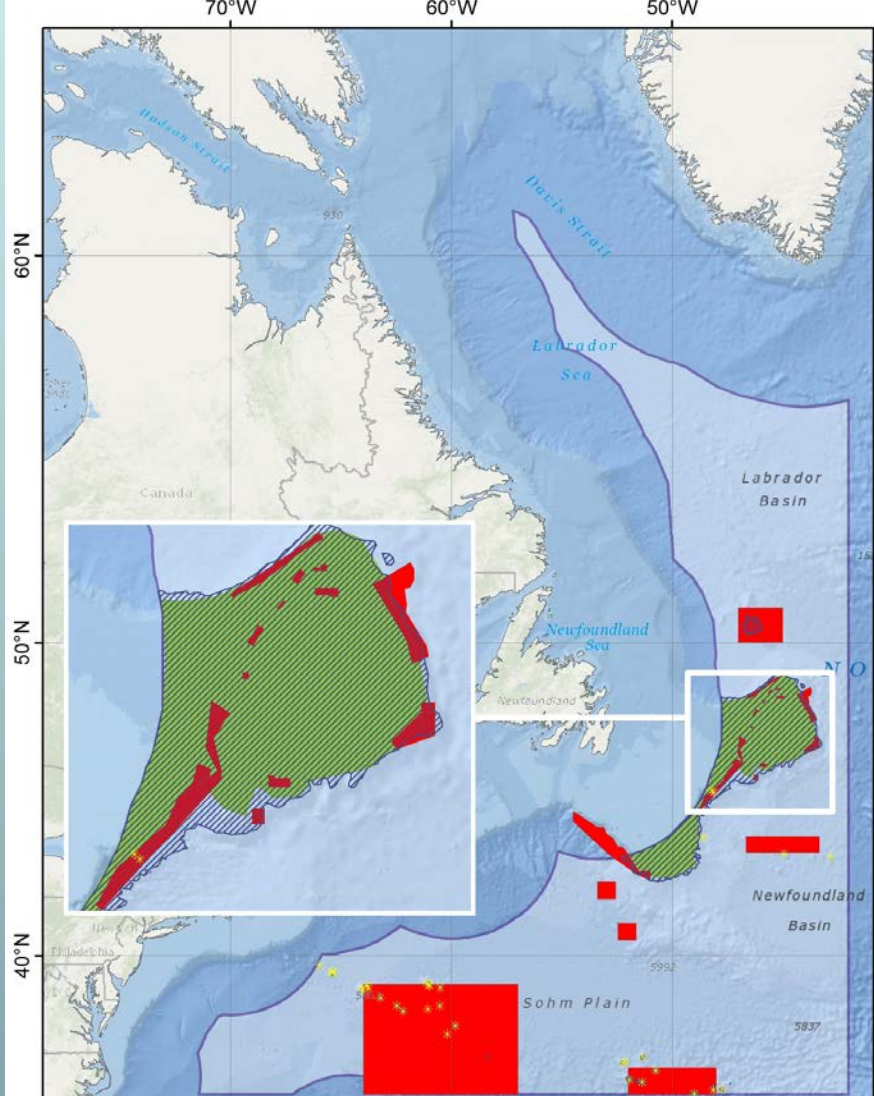 70°W 60°W 50°W
Hudson Strait
930
60°N
Davis Strait
Labrador
Sea
Labrador
Basin
Canada
50°N
Newfoundland
Sea
NO
Newfoundland
Newfoundland
Basin
Philadelphia
40°N
5992
Sohm Plain
5837